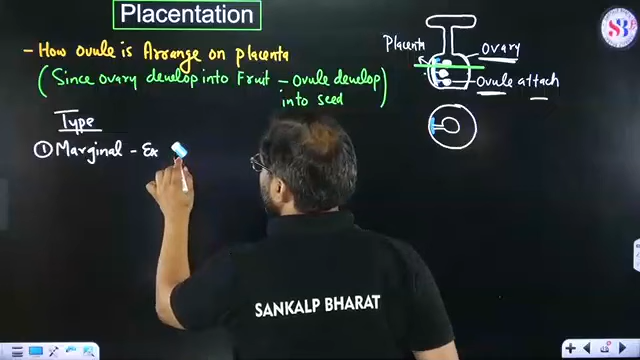 Placentation
- How ovule is Arrange on placenta
(Since ovary develop into Fruit - ovule develop
into seed)
Type
① Marginal - Ex
Placenta
Ovary
Ovule attach
SANKALP BHARAT
SB